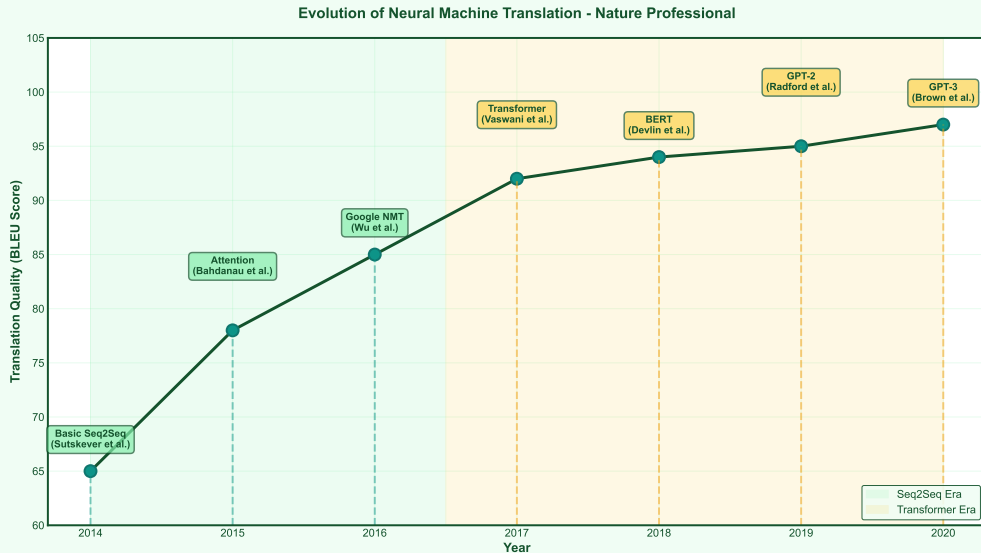 Evolution of Neural Machine Translation - Nature Professional
Translation Quality (BLEU Score)
105
100
95
90
85
80
75
70
65
60
GPT-2
(Radford et al.)
GPT-3
(Brown et al.)
Transformer
(Vaswani et al.)
BERT
(Devlin et al.)
Google NMT
(Wu et al.)
Attention
(Bahdanau et al.)
Basic Seq2Seq
(Sutskever et al.)
Seq2Seq Era
Transformer Era
2014
2015
2016
2017
2018
2019
2020
Year